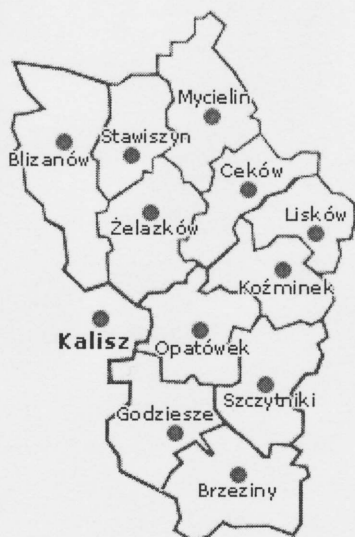 Mycielin
Stawiszyn
Blizanów
Ceków
Lisków
Żelazków
Koźminek
Kalisz
Opatówek
Szczytniki
Godziesze
Brzeziny